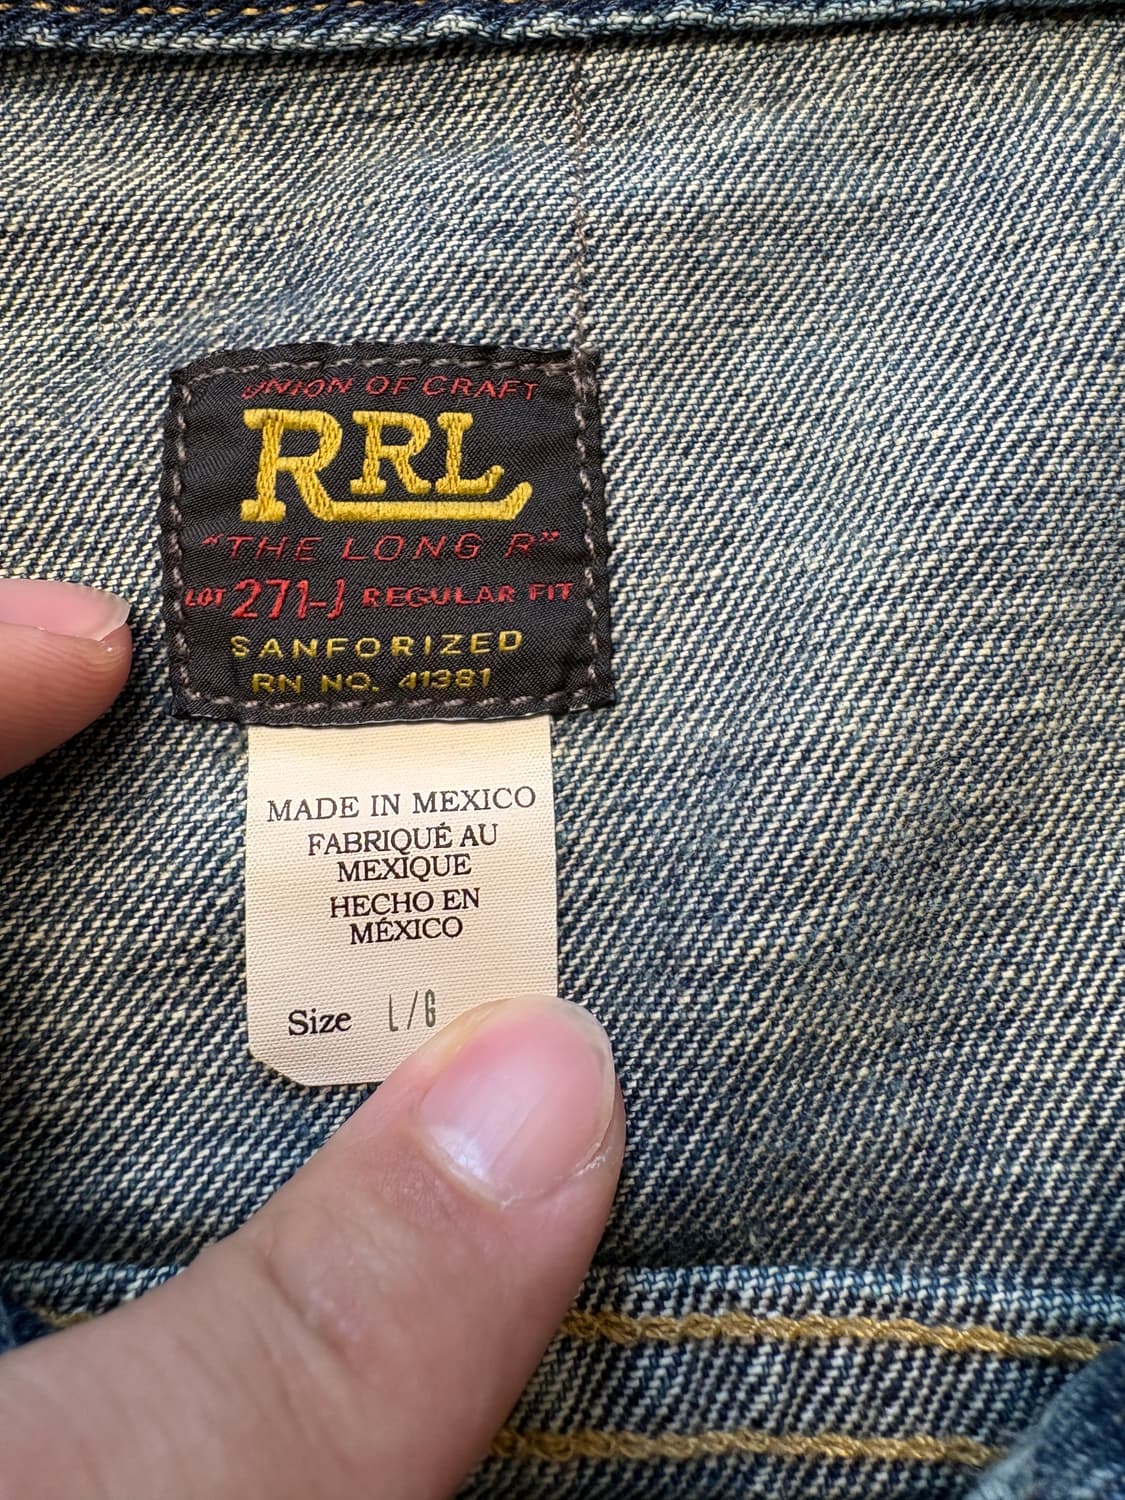 UNION OF CRAFT
RRL
"THE LONG R"
LOT 271-J REGULAR FIT
SANFORIZED
RN NO. 41381
MADE IN MEXICO
FABRIQUÉ AU
MEXIQUE
HECHO EN
MÉXICO
Size L/G